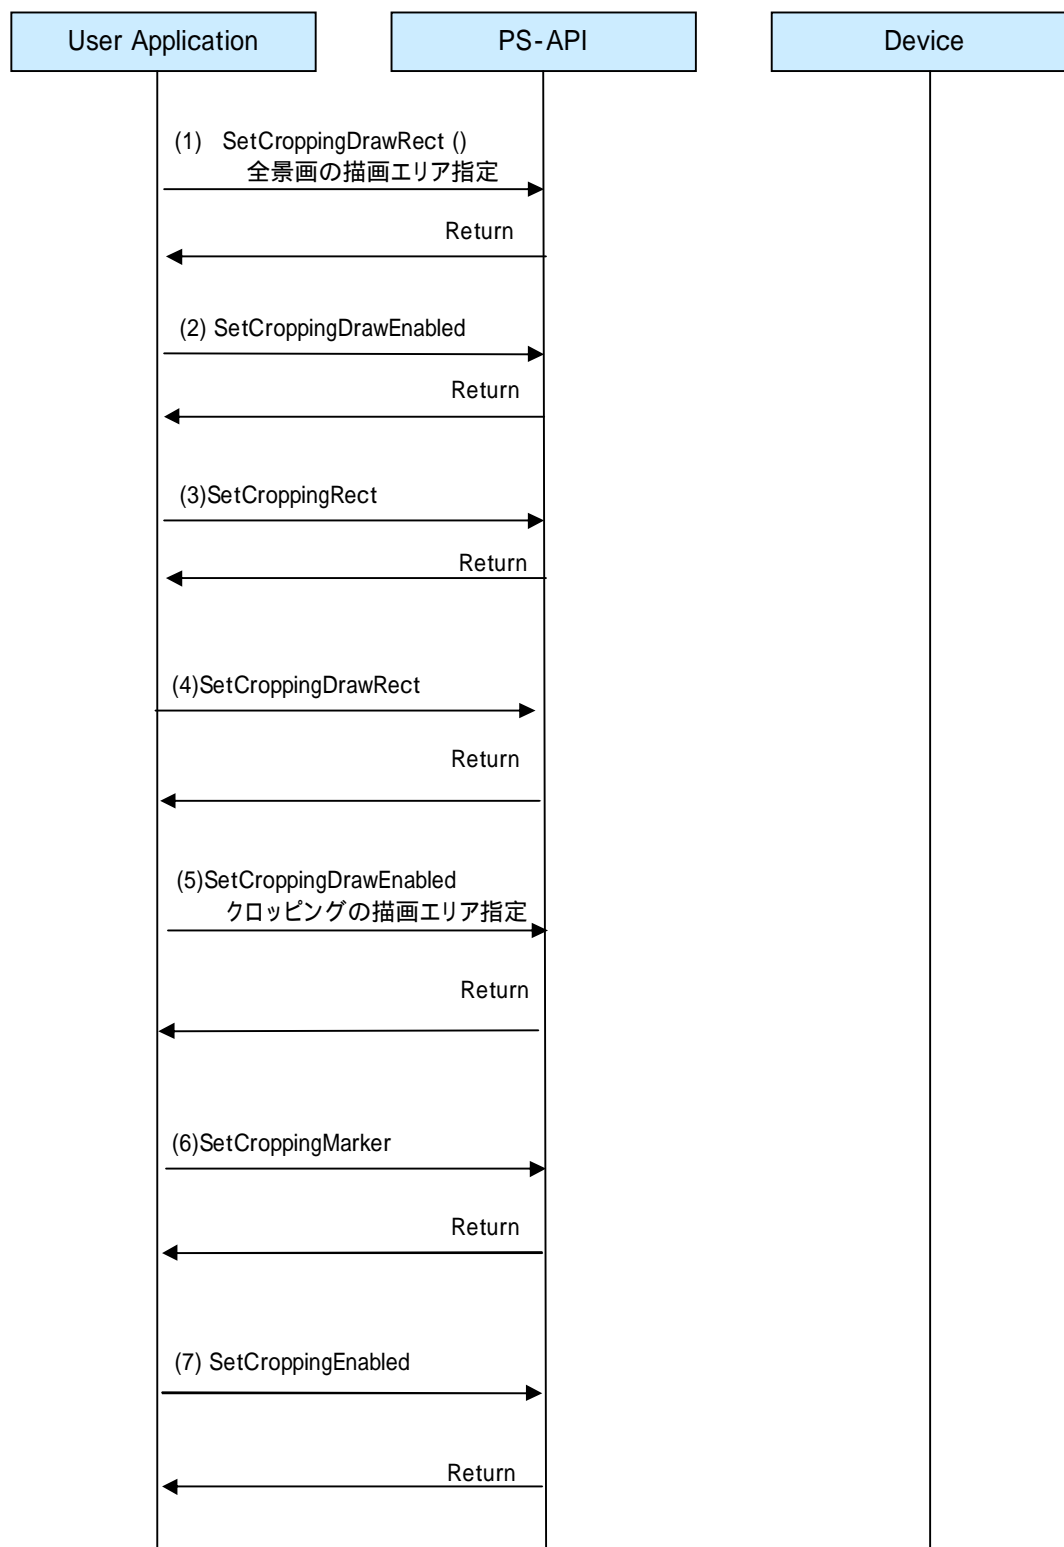 User Application
PS-API
Device
(1) SetCroppingDrawRect ()
全景画の描画エリア指定
Return
(2) SetCroppingDrawEnabled
Return
(3)SetCroppingRect
Return
(4)SetCroppingDrawRect
Return
(5)SetCroppingDrawEnabled
クロッピングの描画エリア指定
Return
(6)SetCroppingMarker
Return
(7) SetCroppingEnabled
Return